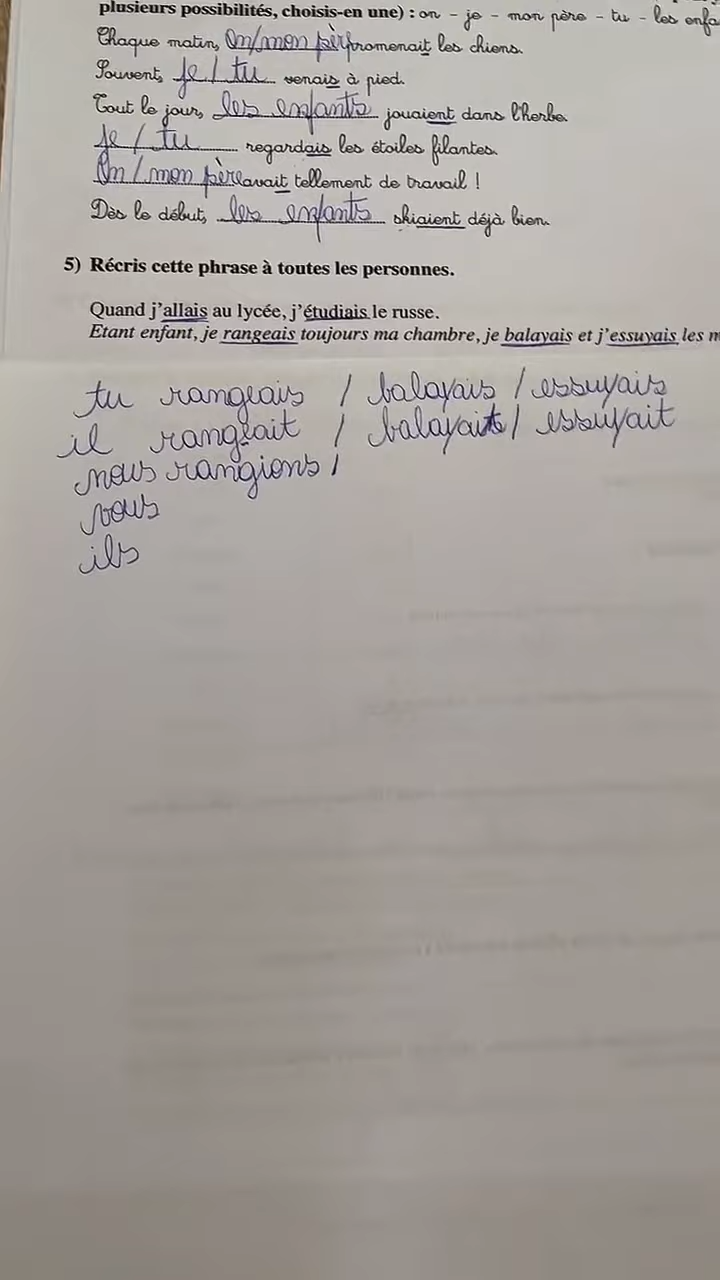 plusieurs possibilités, choisis-en une) : on - je - mon père - tu - les enfa
Chaque matin, On/mon père promenait les chiens.
Souvent, je / tu venais à pied.
Tout le jour, les enfants jouaient dans l'herbe.
je / tu regardais les étoiles filantes.
On / mon père avait tellement de travail !
Dès le début, les enfants skiaient déjà bien.
5) Récris cette phrase à toutes les personnes.
Quand j'allais au lycée, j'étudiais le russe.
Etant enfant, je rangeais toujours ma chambre, je balayais et j'essuyais les m
tu rangeais / balayais / essuyais
il rangeait / balayait / essuyait
nous rangions /
vous
ils